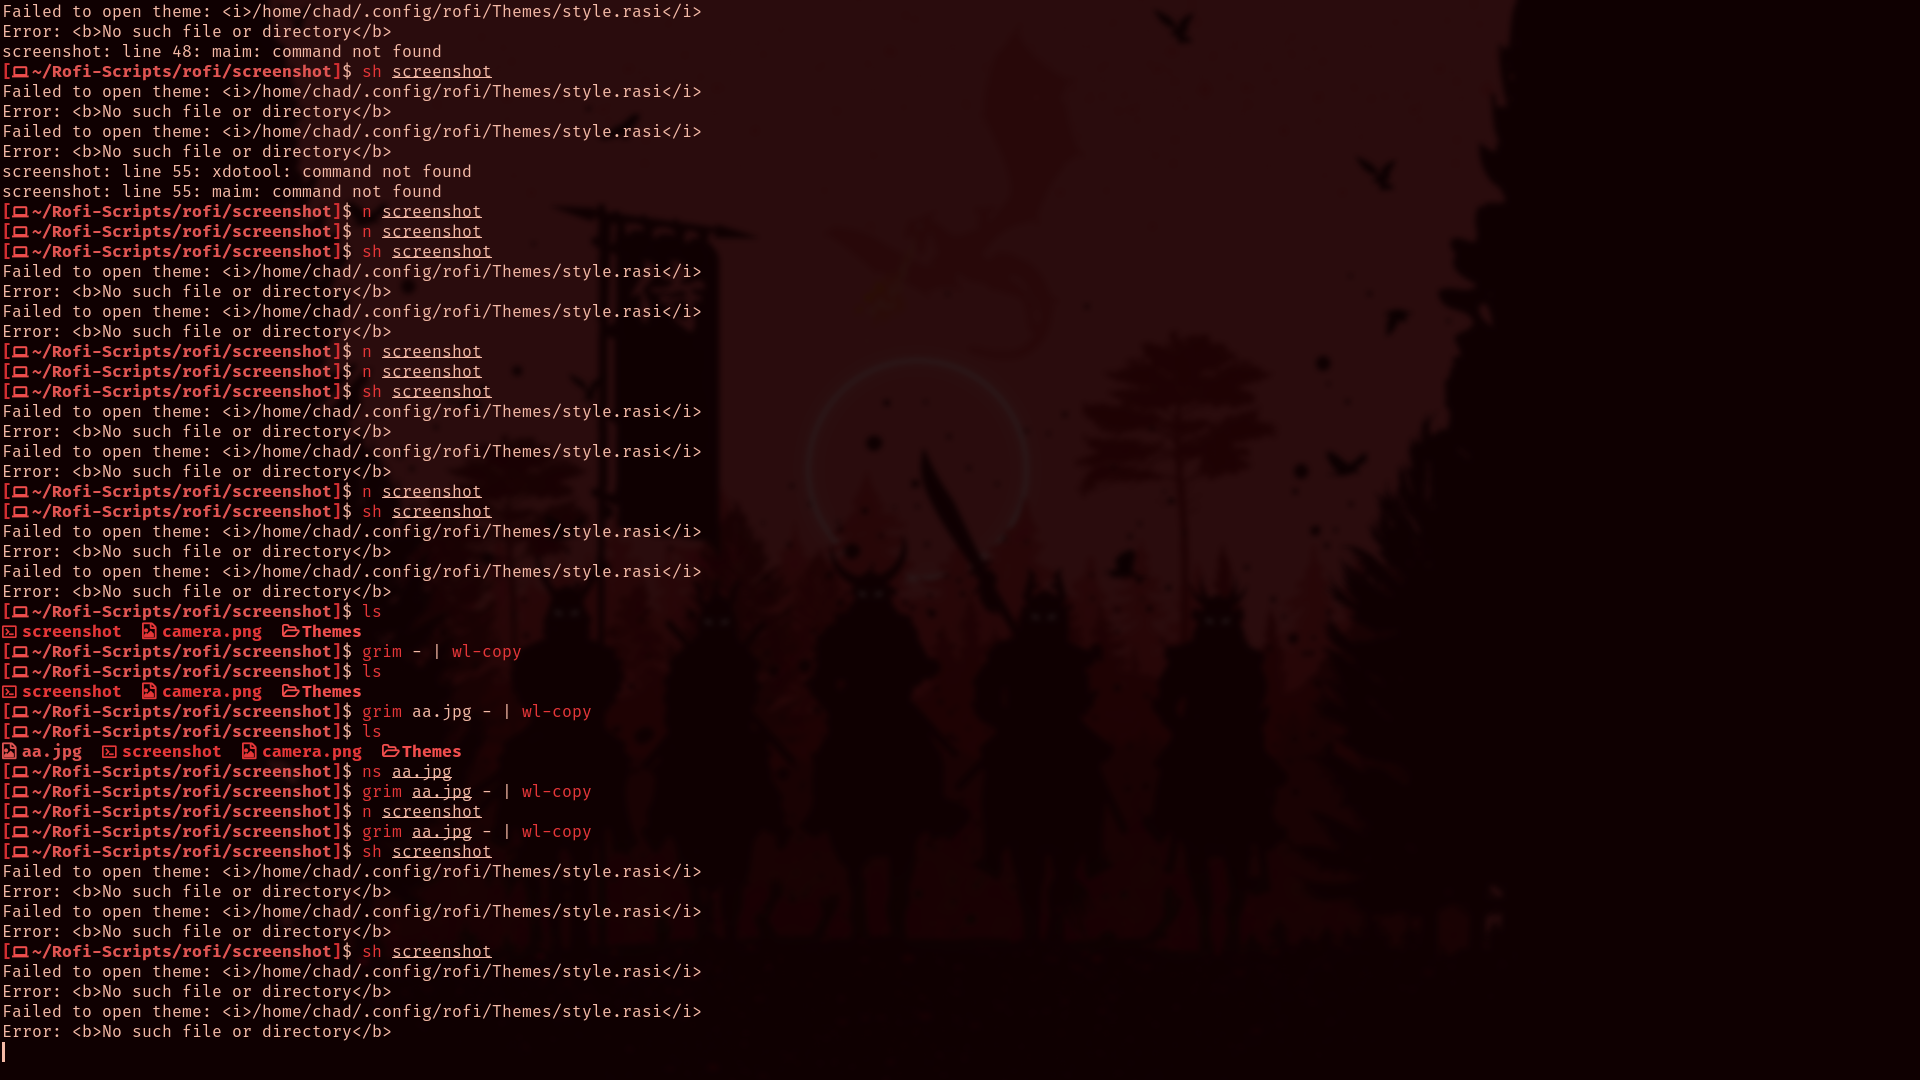 Failed to open theme: <i>/home/chad/.config/rofi/Themes/style.rasi</i>
Error: <b>No such file or directory</b>
screenshot: line 48: maim: command not found
[~/Rofi-Scripts/rofi/screenshot]$ sh screenshot
Failed to open theme: <i>/home/chad/.config/rofi/Themes/style.rasi</i>
Error: <b>No such file or directory</b>
Failed to open theme: <i>/home/chad/.config/rofi/Themes/style.rasi</i>
Error: <b>No such file or directory</b>
screenshot: line 55: xdotool: command not found
screenshot: line 55: maim: command not found
[~/Rofi-Scripts/rofi/screenshot]$ n screenshot
[~/Rofi-Scripts/rofi/screenshot]$ n screenshot
[~/Rofi-Scripts/rofi/screenshot]$ sh screenshot
Failed to open theme: <i>/home/chad/.config/rofi/Themes/style.rasi</i>
Error: <b>No such file or directory</b>
Failed to open theme: <i>/home/chad/.config/rofi/Themes/style.rasi</i>
Error: <b>No such file or directory</b>
[~/Rofi-Scripts/rofi/screenshot]$ n screenshot
[~/Rofi-Scripts/rofi/screenshot]$ n screenshot
[~/Rofi-Scripts/rofi/screenshot]$ sh screenshot
Failed to open theme: <i>/home/chad/.config/rofi/Themes/style.rasi</i>
Error: <b>No such file or directory</b>
Failed to open theme: <i>/home/chad/.config/rofi/Themes/style.rasi</i>
Error: <b>No such file or directory</b>
[~/Rofi-Scripts/rofi/screenshot]$ n screenshot
[~/Rofi-Scripts/rofi/screenshot]$ sh screenshot
Failed to open theme: <i>/home/chad/.config/rofi/Themes/style.rasi</i>
Error: <b>No such file or directory</b>
Failed to open theme: <i>/home/chad/.config/rofi/Themes/style.rasi</i>
Error: <b>No such file or directory</b>
[~/Rofi-Scripts/rofi/screenshot]$ ls
screenshot camera.png Themes
[~/Rofi-Scripts/rofi/screenshot]$ grim - | wl-copy
[~/Rofi-Scripts/rofi/screenshot]$ ls
screenshot camera.png Themes
[~/Rofi-Scripts/rofi/screenshot]$ grim aa.jpg - | wl-copy
[~/Rofi-Scripts/rofi/screenshot]$ ls
aa.jpg screenshot camera.png Themes
[~/Rofi-Scripts/rofi/screenshot]$ ns aa.jpg
[~/Rofi-Scripts/rofi/screenshot]$ grim aa.jpg - | wl-copy
[~/Rofi-Scripts/rofi/screenshot]$ n screenshot
[~/Rofi-Scripts/rofi/screenshot]$ grim aa.jpg - | wl-copy
[~/Rofi-Scripts/rofi/screenshot]$ sh screenshot
Failed to open theme: <i>/home/chad/.config/rofi/Themes/style.rasi</i>
Error: <b>No such file or directory</b>
Failed to open theme: <i>/home/chad/.config/rofi/Themes/style.rasi</i>
Error: <b>No such file or directory</b>
[~/Rofi-Scripts/rofi/screenshot]$ sh screenshot
Failed to open theme: <i>/home/chad/.config/rofi/Themes/style.rasi</i>
Error: <b>No such file or directory</b>
Failed to open theme: <i>/home/chad/.config/rofi/Themes/style.rasi</i>
Error: <b>No such file or directory</b>